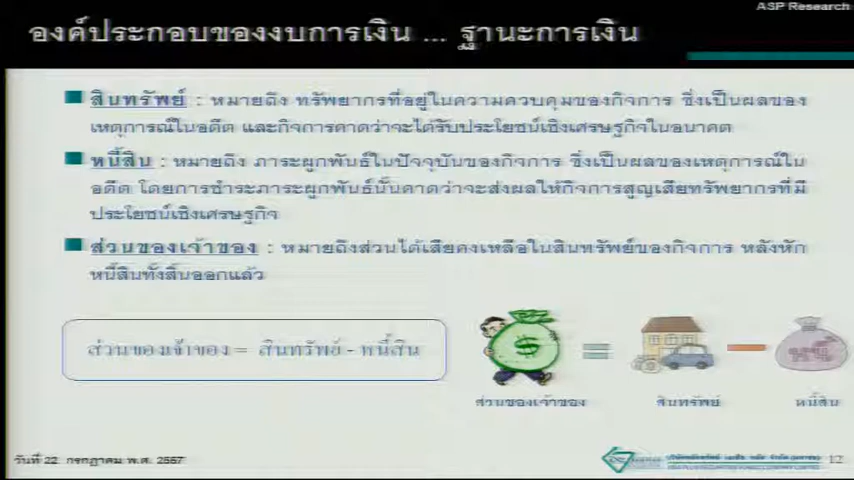 ASP Research
องค์ประกอบของงบการเงิน ... ฐานะการเงิน
สินทรัพย์ : หมายถึง ทรัพยากรที่อยู่ในความควบคุมของกิจการ ซึ่งเป็นผลของ
เหตุการณ์ในอดีต และกิจการคาดว่าจะได้รับประโยชน์เชิงเศรษฐกิจในอนาคต
หนี้สิน : หมายถึง ภาระผูกพันธ์ในปัจจุบันของกิจการ ซึ่งเป็นผลของเหตุการณ์ใน
อดีต โดยการชำระภาระผูกพันธ์นั้นคาดว่าจะส่งผลให้กิจการสูญเสียทรัพยากรที่มี
ประโยชน์เชิงเศรษฐกิจ
ส่วนของเจ้าของ : หมายถึงส่วนได้เสียคงเหลือในสินทรัพย์ของกิจการ หลังหัก
หนี้สินทั้งสิ้นออกแล้ว
ส่วนของเจ้าของ = สินทรัพย์ - หนี้สิน
$
หนี้
ส่วนของเจ้าของ สินทรัพย์ หนี้สิน
วันที่ 22 กรกฎาคม พ.ศ. 2557
12